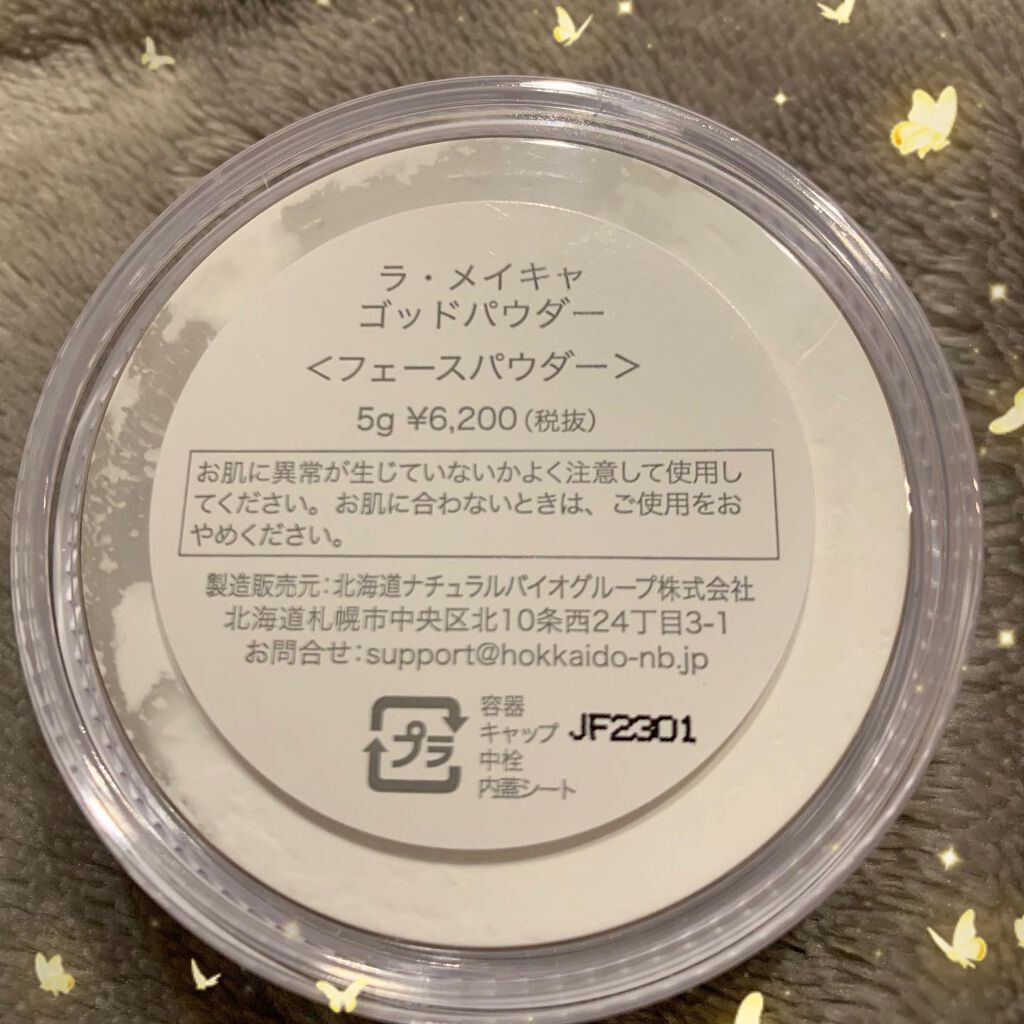 ラ・メイキャ
ゴッドパウダー
＜フェースパウダー＞
5g ¥6,200（税抜）
お肌に異常が生じていないかよく注意して使用し
てください。お肌に合わないときは、ご使用をお
やめください。
製造販売元：北海道ナチュラルバイオグループ株式会社
北海道札幌市中央区北10条西24丁目3-1
お問合せ：support@hokkaido-nb.jp
プラ
容器
キャップ
中栓
内蓋シート
JF2301